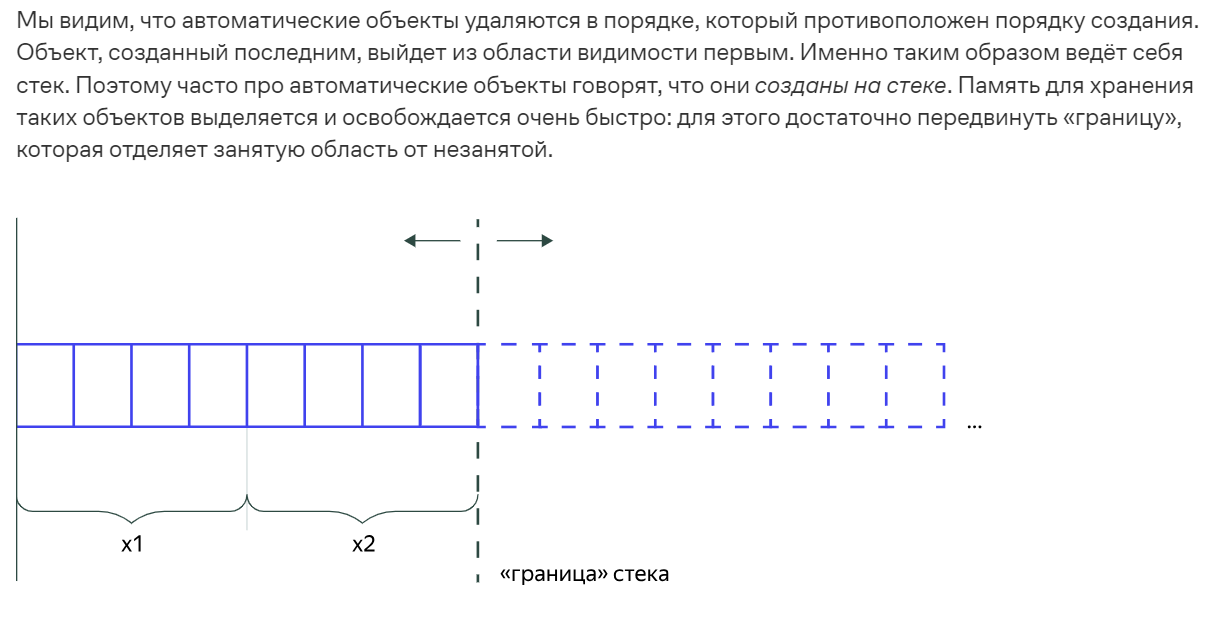 Мы видим, что автоматические объекты удаляются в порядке, который противоположен порядку создания.
Объект, созданный последним, выйдет из области видимости первым. Именно таким образом ведёт себя
стек. Поэтому часто про автоматические объекты говорят, что они созданы на стеке. Память для хранения
таких объектов выделяется и освобождается очень быстро: для этого достаточно передвинуть «границу»,
которая отделяет занятую область от незанятой.
...
x1
x2
«граница» стека